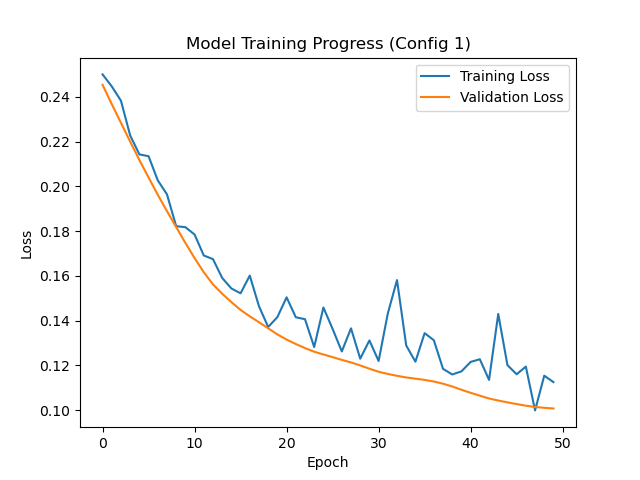 Model Training Progress (Config 1)
Training Loss
Validation Loss
Loss
0.24
0.22
0.20
0.18
0.16
0.14
0.12
0.10
0
10
20
30
40
50
Epoch